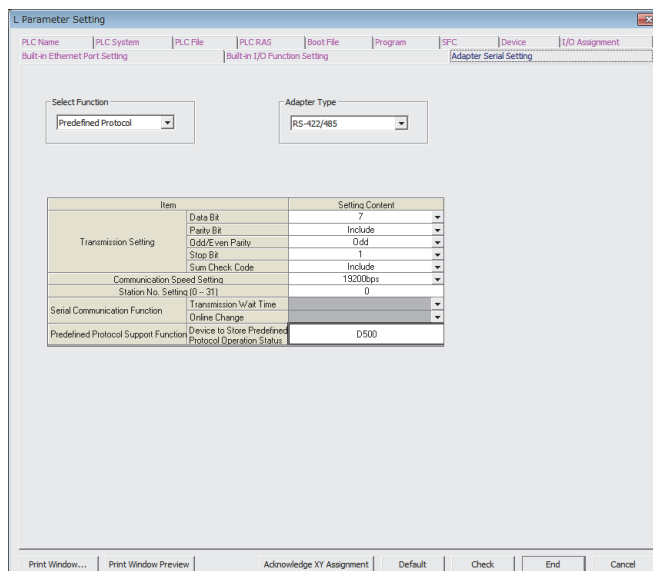 L Parameter Setting
PLC Name PLC System PLC File PLC RAS Boot File Program SFC Device I/O Assignment
Built-in Ethernet Port Setting Built-in I/O Function Setting Adapter Serial Setting
Select Function Adapter Type
Predefined Protocol RS-422/485
Item Setting Content
Transmission Setting
Data Bit 7
Parity Bit Include
Odd/Even Parity Odd
Stop Bit 1
Sum Check Code Include
Communication Speed Setting 19200bps
Station No. Setting (0 -- 31) 0
Serial Communication Function
Transmission Wait Time
Online Change
Predefined Protocol Support Function
Device to Store Predefined
Protocol Operation Status
D500
Print Window... Print Window Preview Acknowledge XY Assignment Default Check End Cancel